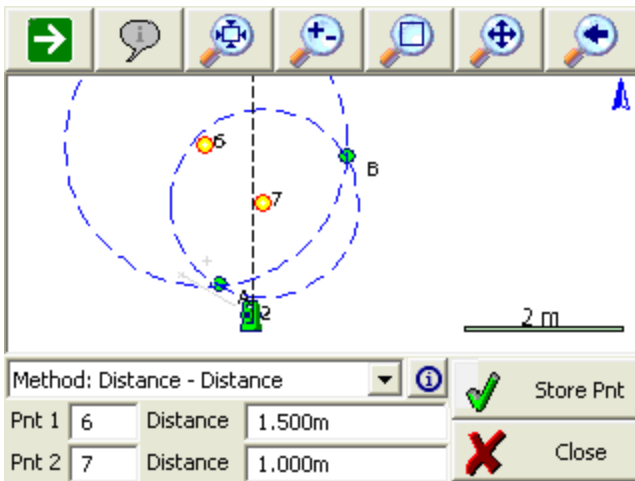 6
B
7
A
2
2 m
Method: Distance - Distance
Store Pnt
Pnt 1 6 Distance 1.500m
Close
Pnt 2 7 Distance 1.000m